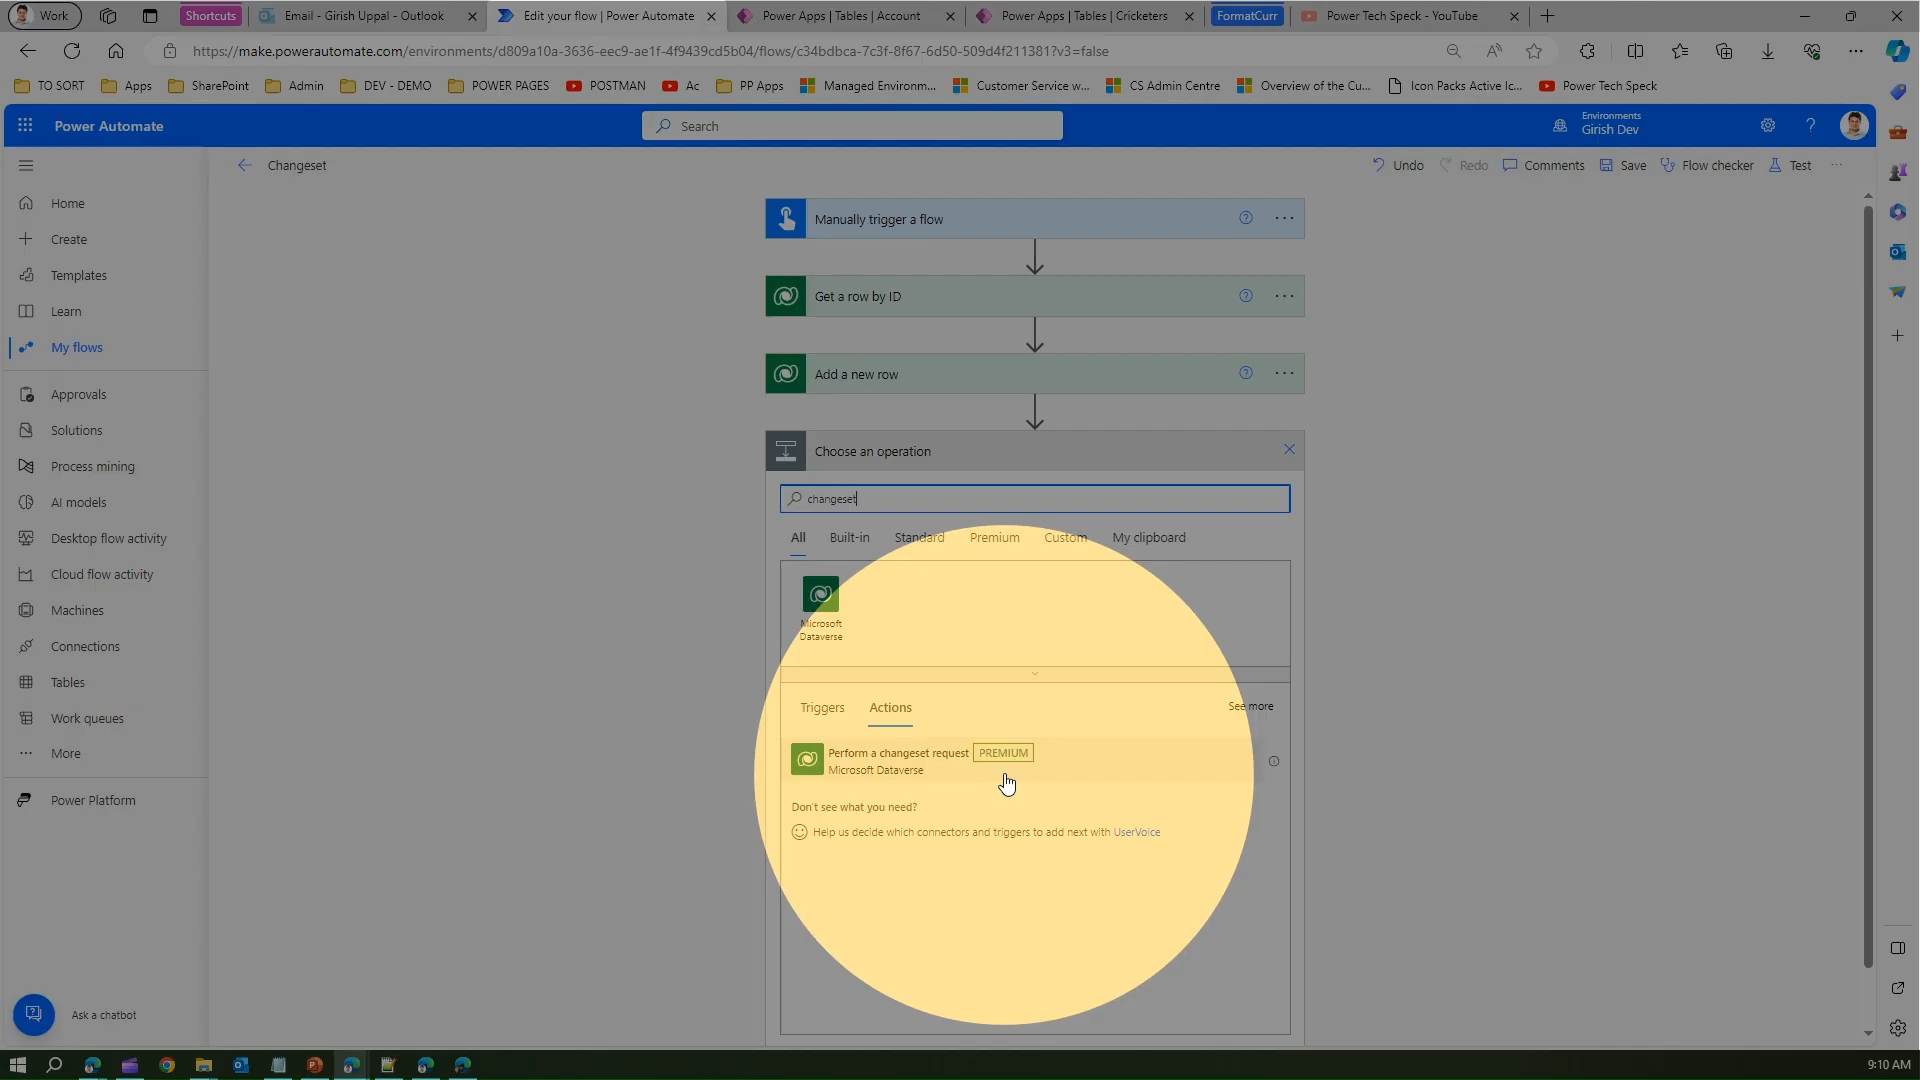 Work
Shortcuts
Email - Girish Uppal - Outlook
Edit your flow | Power Automate
Power Apps | Tables | Account
Power Apps | Tables | Cricketers
FormatCurr
Power Tech Speck - YouTube
https://make.powerautomate.com/environments/d809a10a-3636-eec9-ae1f-4f9439cd5b04/flows/c34bdbca-7c3f-8f67-6d50-509d4f211381?v3=false
TO SORT
Apps
SharePoint
Admin
DEV - DEMO
POWER PAGES
POSTMAN
Ac
PP Apps
Managed Environm...
Customer Service w...
CS Admin Centre
Overview of the Cu...
Icon Packs Active Ic...
Power Tech Speck
Power Automate
Search
Environments
Girish Dev
Changeset
Undo
Redo
Comments
Save
Flow checker
Test
Home
Create
Templates
Learn
My flows
Approvals
Solutions
Process mining
AI models
Desktop flow activity
Cloud flow activity
Machines
Connections
Tables
Work queues
More
Power Platform
Ask a chatbot
Manually trigger a flow
Get a row by ID
Add a new row
Choose an operation
changeset
All
Built-in
Standard
Premium
Custom
My clipboard
Microsoft
Dataverse
Triggers
Actions
See more
Perform a changeset request PREMIUM
Microsoft Dataverse
Don't see what you need?
Help us decide which connectors and triggers to add next with UserVoice
9:10 AM